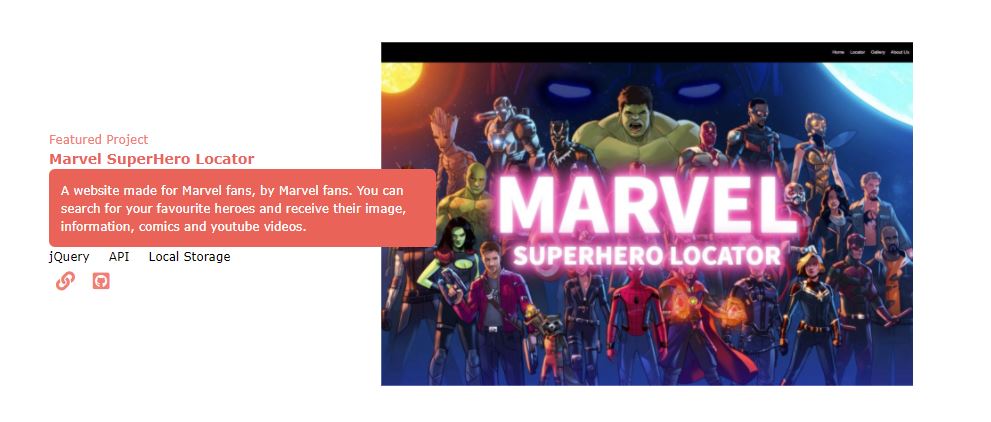 Home Locator Gallery About Us
Featured Project
Marvel SuperHero Locator
A website made for Marvel fans, by Marvel fans. You can
search for your favourite heroes and receive their image,
information, comics and youtube videos.
jQuery API Local Storage
MARVEL
SUPERHERO LOCATOR